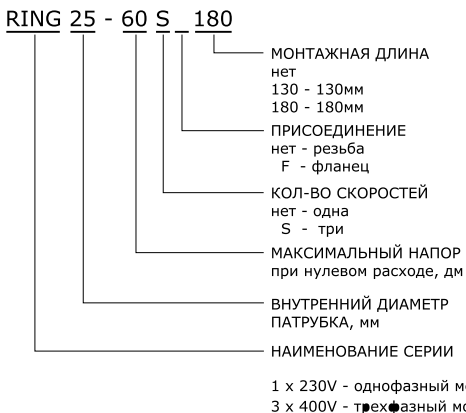 RING 25 - 60 S _ 180
МОНТАЖНАЯ ДЛИНА
нет
130 - 130мм
180 - 180мм
ПРИСОЕДИНЕНИЕ
нет - резьба
F - фланец
КОЛ-ВО СКОРОСТЕЙ
нет - одна
S - три
МАКСИМАЛЬНЫЙ НАПОР
при нулевом расходе, дм
ВНУТРЕННИЙ ДИАМЕТР
ПАТРУБКА, мм
НАИМЕНОВАНИЕ СЕРИИ
1 x 230V - однофазный
3 x 400V - трехфазный